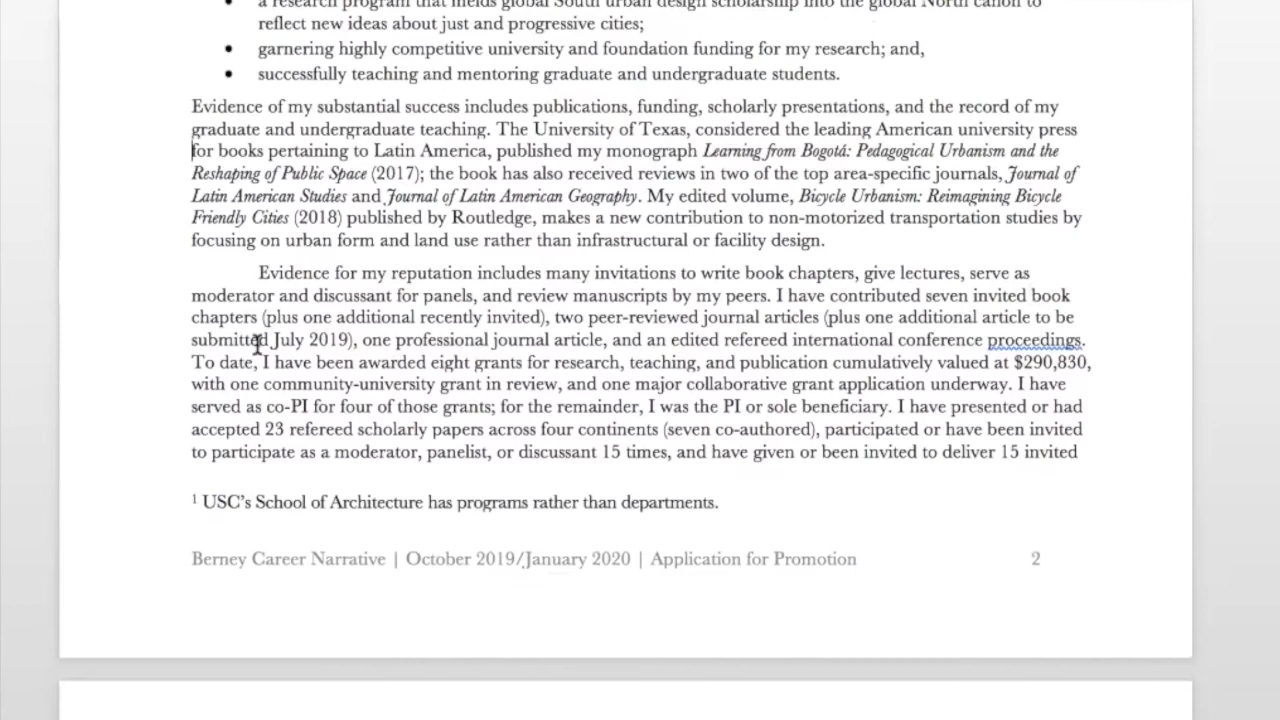 a research program that melds global South urban design scholarship into the global North canon to
reflect new ideas about just and progressive cities;
• garnering highly competitive university and foundation funding for my research; and,
• successfully teaching and mentoring graduate and undergraduate students.
Evidence of my substantial success includes publications, funding, scholarly presentations, and the record of my
graduate and undergraduate teaching. The University of Texas, considered the leading American university press
for books pertaining to Latin America, published my monograph Learning from Bogotá: Pedagogical Urbanism and the
Reshaping of Public Space (2017); the book has also received reviews in two of the top area-specific journals, Journal of
Latin American Studies and Journal of Latin American Geography. My edited volume, Bicycle Urbanism: Reimagining Bicycle
Friendly Cities (2018) published by Routledge, makes a new contribution to non-motorized transportation studies by
focusing on urban form and land use rather than infrastructural or facility design.
Evidence for my reputation includes many invitations to write book chapters, give lectures, serve as
moderator and discussant for panels, and review manuscripts by my peers. I have contributed seven invited book
chapters (plus one additional recently invited), two peer-reviewed journal articles (plus one additional article to be
submitted July 2019), one professional journal article, and an edited refereed international conference proceedings.
To date, I have been awarded eight grants for research, teaching, and publication cumulatively valued at $290,830,
with one community-university grant in review, and one major collaborative grant application underway. I have
served as co-PI for four of those grants; for the remainder, I was the PI or sole beneficiary. I have presented or had
accepted 23 refereed scholarly papers across four continents (seven co-authored), participated or have been invited
to participate as a moderator, panelist, or discussant 15 times, and have given or been invited to deliver 15 invited
1 USC's School of Architecture has programs rather than departments.
Berney Career Narrative | October 2019/January 2020 | Application for Promotion 2